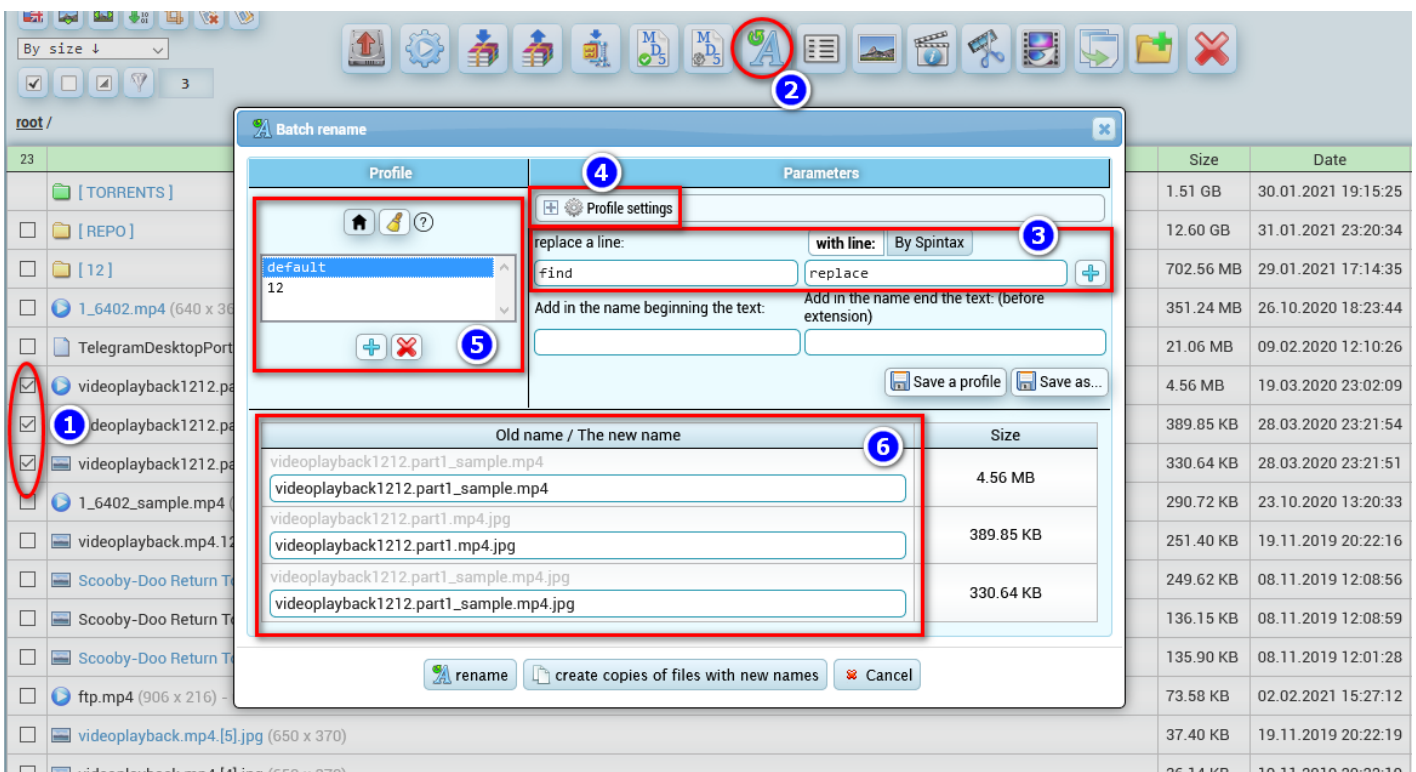 By size ↓
M D 5
M D 5
A
2
3
root /
Batch rename
23
Size
Date
Profile
Parameters
4
[ TORRENTS ]
1.51 GB
30.01.2021 19:15:25
Profile settings
[ REPO ]
12.60 GB
31.01.2021 23:20:34
replace a line:
with line:
By Spintax
3
default
12
find
replace
[ 12 ]
702.56 MB
29.01.2021 17:14:35
1_6402.mp4 (640 x 36
Add in the name beginning the text:
Add in the name end the text: (before
extension)
351.24 MB
26.10.2020 18:23:44
TelegramDesktopPort
5
21.06 MB
09.02.2020 12:10:26
videoplayback1212.pa
Save a profile
Save as...
4.56 MB
19.03.2020 23:02:09
1
deoplayback1212.pa
389.85 KB
28.03.2020 23:21:54
Old name / The new name
6
Size
videoplayback1212.pa
330.64 KB
28.03.2020 23:21:51
videoplayback1212.part1_sample.mp4
videoplayback1212.part1_sample.mp4
4.56 MB
1_6402_sample.mp4 (
290.72 KB
23.10.2020 13:20:33
videoplayback1212.part1.mp4.jpg
videoplayback1212.part1.mp4.jpg
389.85 KB
videoplayback.mp4.12
251.40 KB
19.11.2019 20:22:16
videoplayback1212.part1_sample.mp4.jpg
videoplayback1212.part1_sample.mp4.jpg
330.64 KB
Scooby-Doo Return To
249.62 KB
08.11.2019 12:08:56
Scooby-Doo Return To
136.15 KB
08.11.2019 12:08:59
Scooby-Doo Return To
135.90 KB
08.11.2019 12:01:28
rename
create copies of files with new names
Cancel
ftp.mp4 (906 x 216) -
73.58 KB
02.02.2021 15:27:12
videoplayback.mp4.[5].jpg (650 x 370)
37.40 KB
19.11.2019 20:22:19